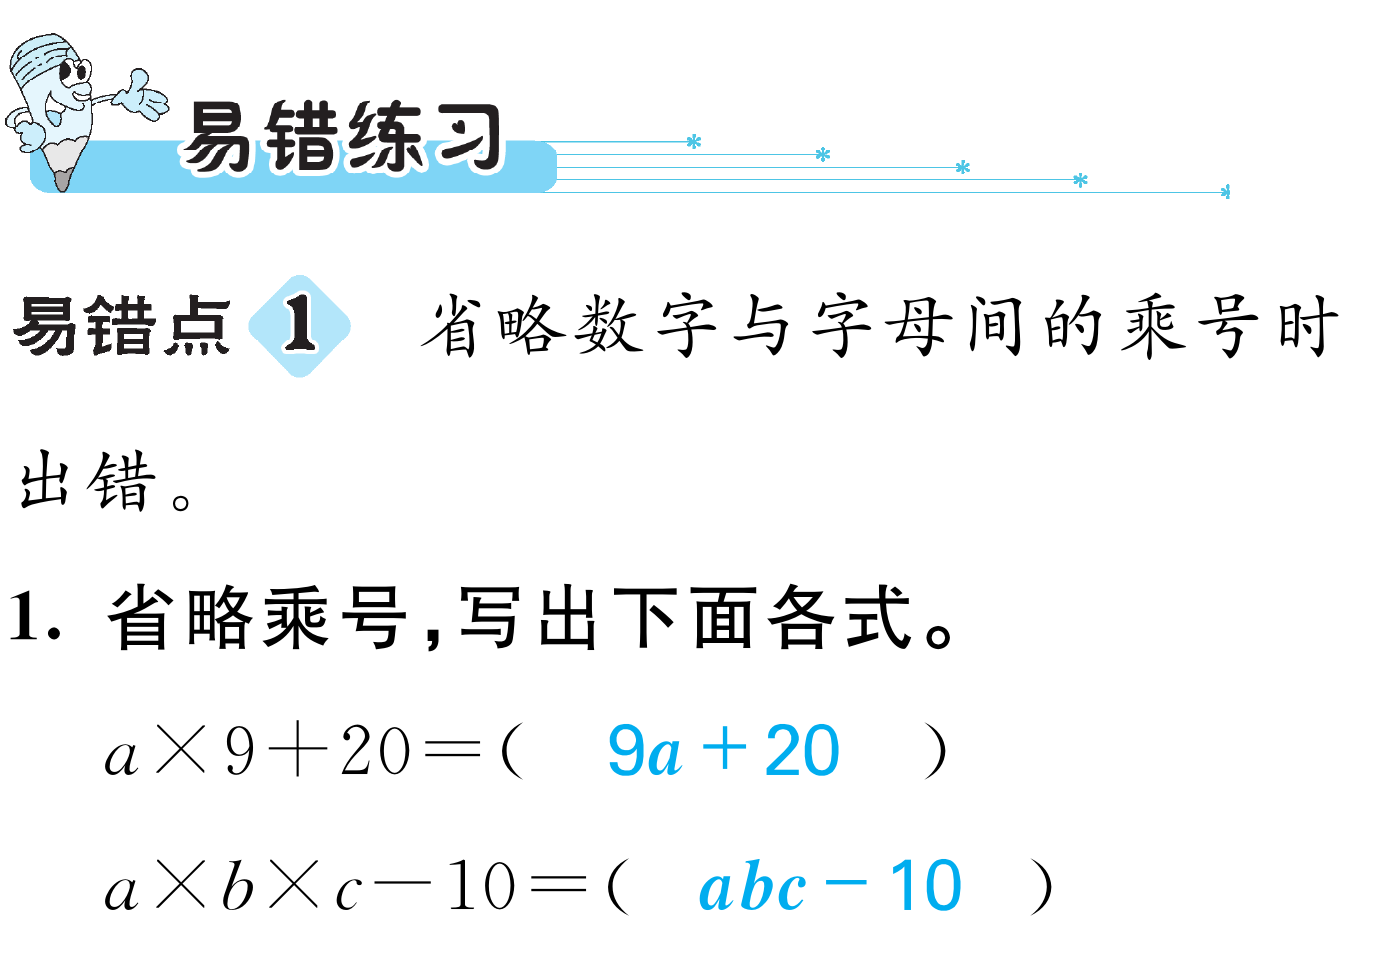 易错练习
易错点 1 省略数字与字母间的乘号时
出错。
1. 省略乘号,写出下面各式。
a×9+20=( 9a+20 )
a×b×c-10=( abc-10 )